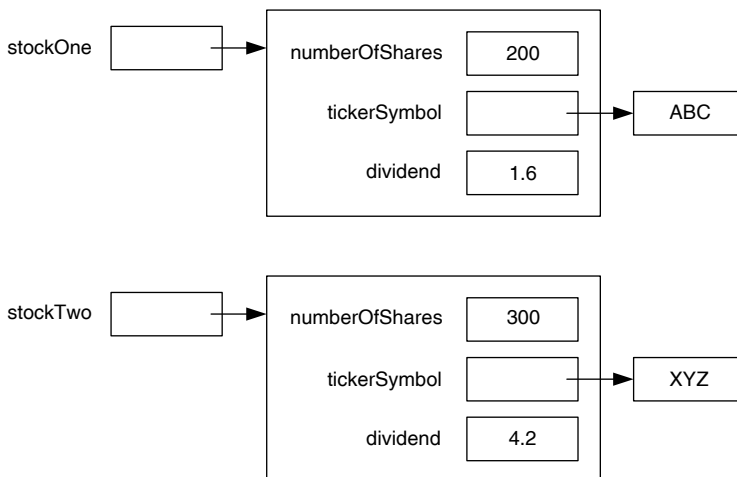 stockOne
numberOfShares 200
tickerSymbol ABC
dividend 1.6
stockTwo
numberOfShares 300
tickerSymbol XYZ
dividend 4.2